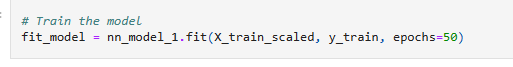 # Train the model
fit_model = nn_model_1.fit(X_train_scaled, y_train, epochs=50)